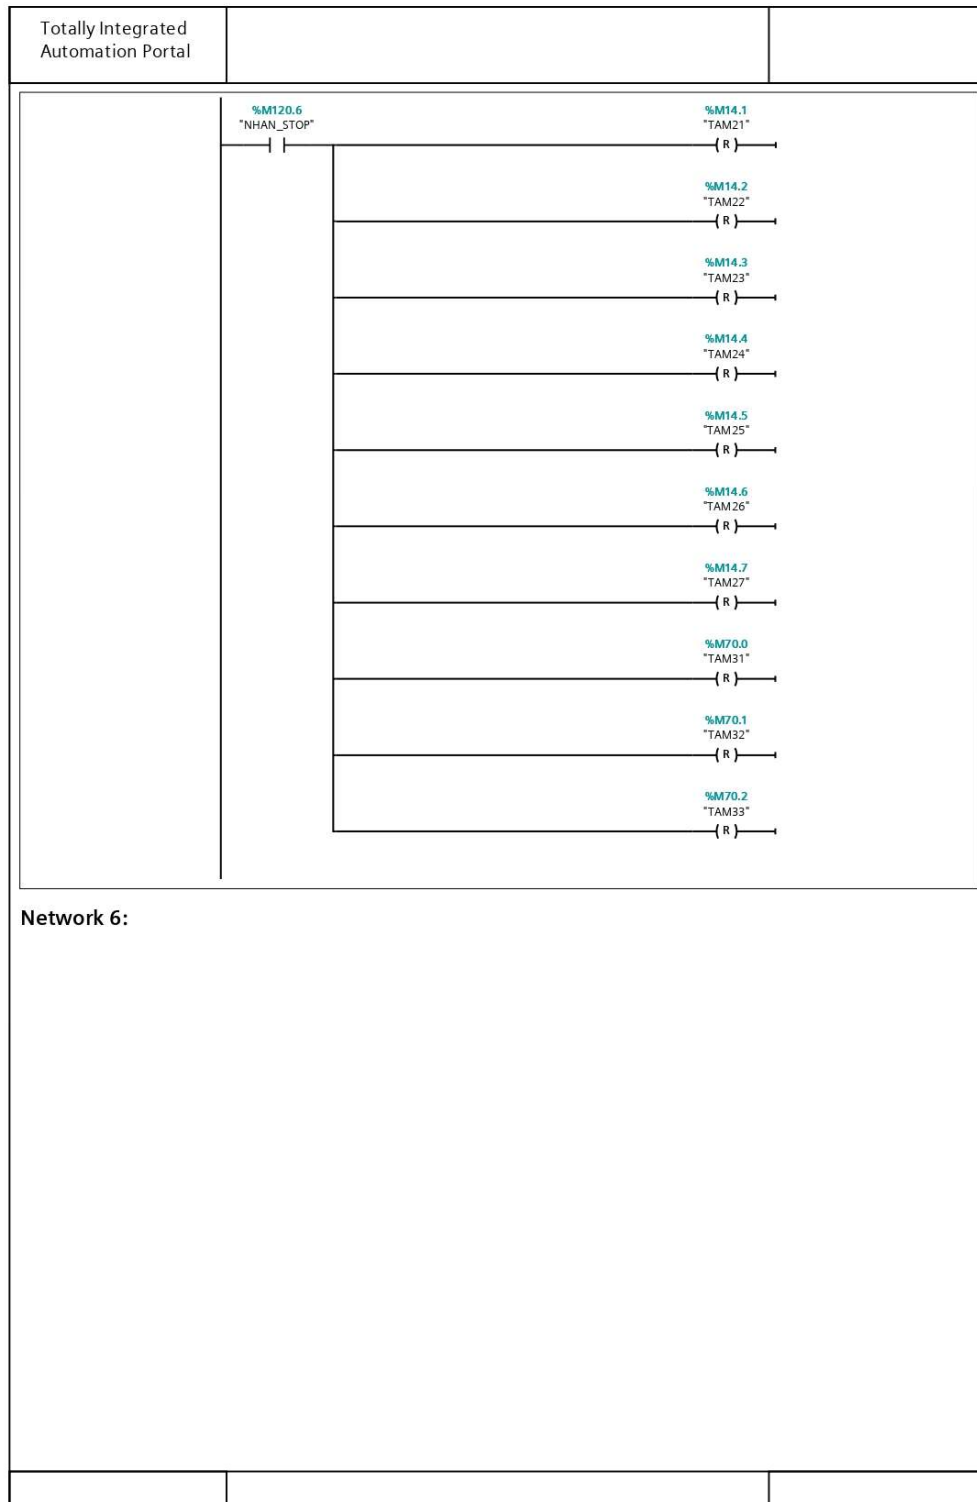 Totally Integrated
Automation Portal
%M120.6
"NHAN_STOP"
%M14.1
"TAM21"
R
%M14.2
"TAM22"
R
%M14.3
"TAM23"
R
%M14.4
"TAM24"
R
%M14.5
"TAM25"
R
%M14.6
"TAM26"
R
%M14.7
"TAM27"
R
%M70.0
"TAM31"
R
%M70.1
"TAM32"
R
%M70.2
"TAM33"
R
Network 6: